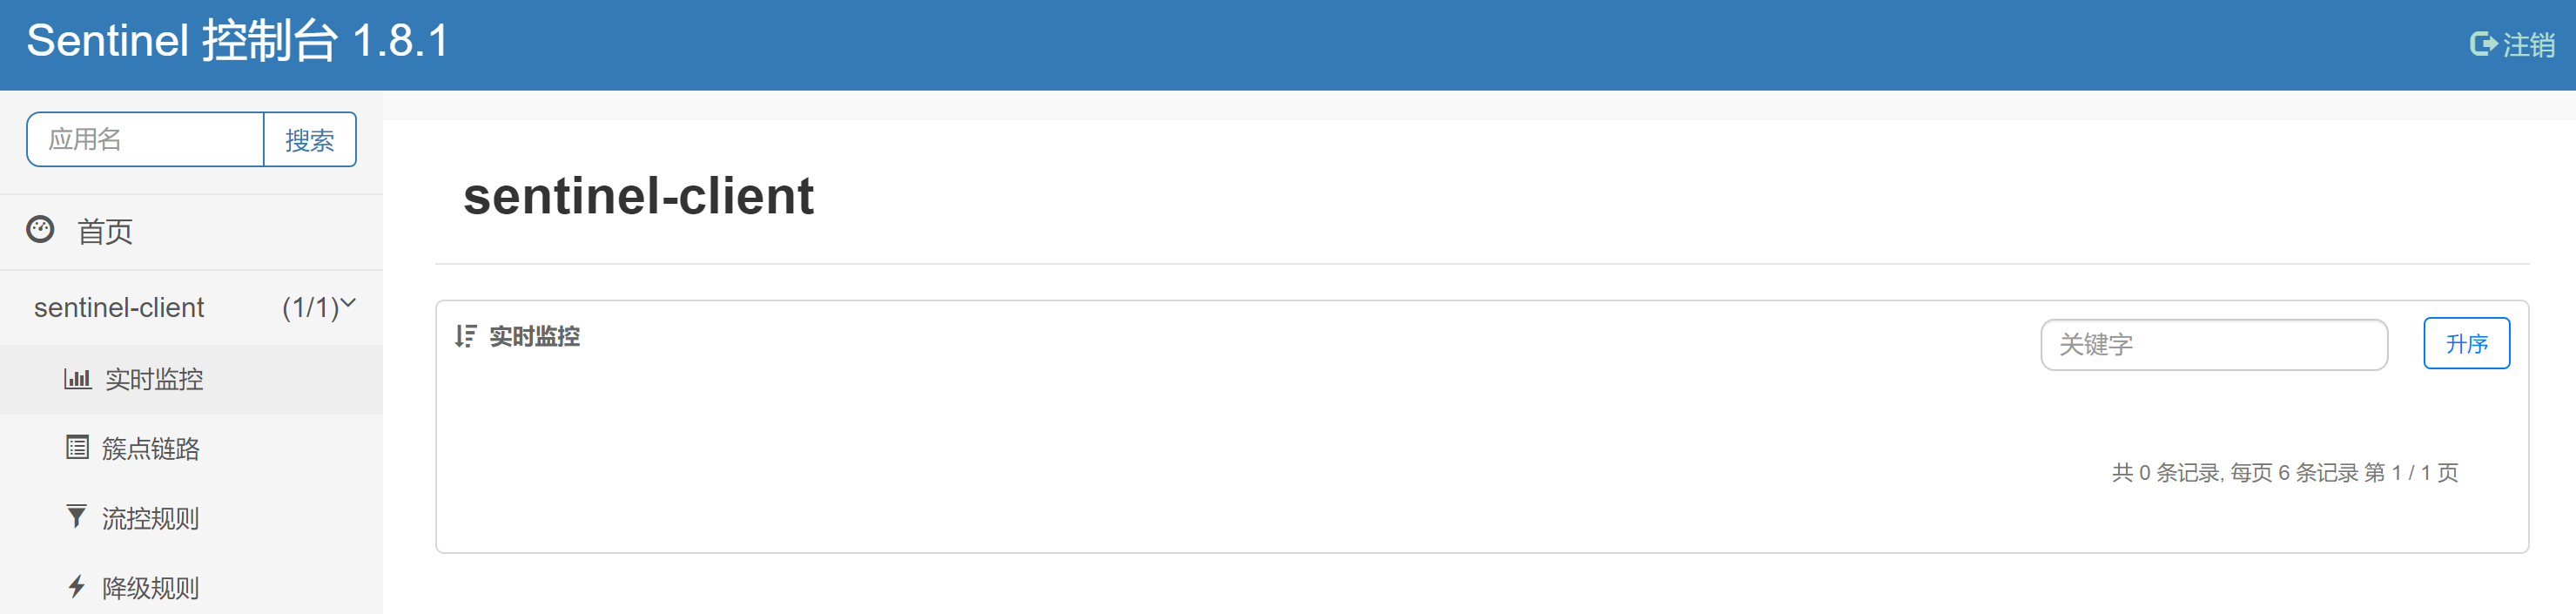 Sentinel 控制台 1.8.1
注销
应用名
搜索
首页
sentinel-client (1/1)
实时监控
簇点链路
流控规则
降级规则
sentinel-client
实时监控
关键字
升序
共 0 条记录, 每页 6 条记录 第 1 / 1 页